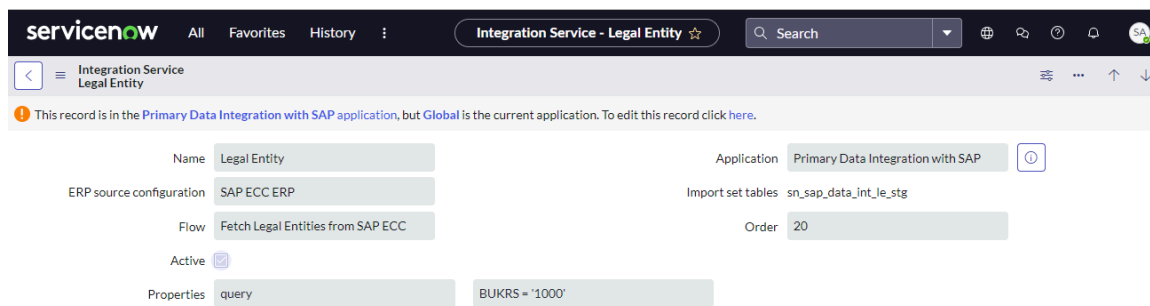 servicenow All Favorites History Integration Service - Legal Entity Search SA
Integration Service
Legal Entity
This record is in the Primary Data Integration with SAP application, but Global is the current application. To edit this record click here.
Name Legal Entity Application Primary Data Integration with SAP
ERP source configuration SAP ECC ERP Import set tables sn_sap_data_int_le_stg
Flow Fetch Legal Entities from SAP ECC Order 20
Active
Properties query BUKRS = '1000'